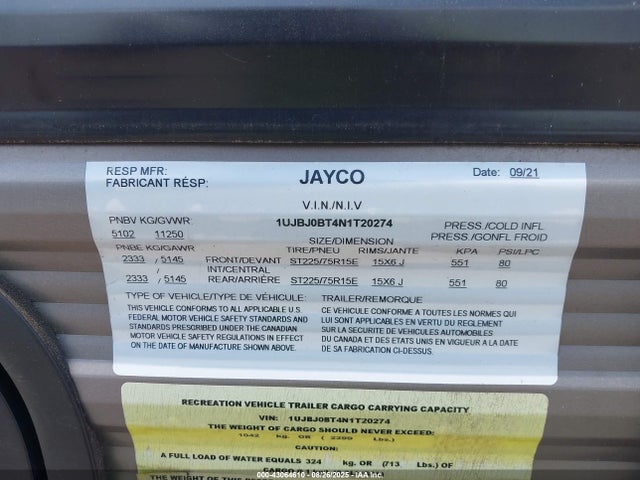 RESP MFR: JAYCO Date: 09/21
FABRICANT RÉSP:
V.I.N./N.I.V
PNBV KG/GVWR: 1UJBJ0BT4N1T20274 PRESS./COLD INFL
5102 11250 SIZE/DIMENSION PRESS./GONFL FROID
PNBE KG/GAWR TIRE/PNEU RIMS/JANTE KPA PSI/LPC
2333 / 5145 FRONT/DEVANT ST225/75R15E 15X6 J 551 80
INT/CENTRAL
2333 / 5145 REAR/ARRIÈRE ST225/75R15E 15X6 J 551 80
TYPE OF VEHICLE/TYPE DE VEHICULE: TRAILER/REMORQUE
THIS VEHICLE CONFORMS TO ALL APPLICABLE U.S. FEDERAL MOTOR VEHICLE SAFETY STANDARDS AND STANDARDS PRESCRIBED UNDER THE CANADIAN MOTOR VEHICLE SAFETY REGULATIONS IN EFFECT ON THE DATE OF MANUFACTURE SHOWN ABOVE.
CE VEHICULE CONFORME A TOUTES LES NORMES QUI LUI SONT APPLICABLES EN VERTU DU REGLEMENT SUR LA SECURITE DE VEHICULES AUTOMOBILES DU CANADA ET DES ETATS UNIS EN VIGUEUR A LA DATE DE SA FABRICATION CI-DESSUS.
RECREATION VEHICLE TRAILER CARGO CARRYING CAPACITY
VIN: 1UJBJ0BT4N1T20274
THE WEIGHT OF CARGO SHOULD NEVER EXCEED:
1042 kg. OR ( 2299 Lbs.)
CAUTION:
A FULL LOAD OF WATER EQUALS 324 kg. OR (713 Lbs.) OF
000-43064610 - 08/26/2025 - IAA Inc.